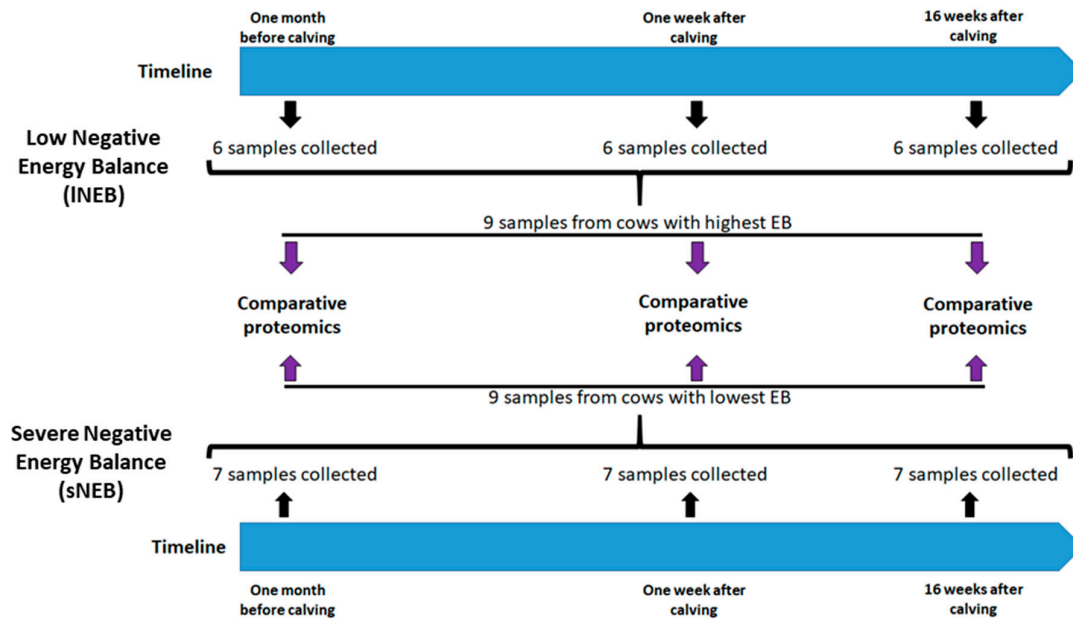 One month
before calving
One week after
calving
16 weeks after
calving
Timeline
6 samples collected
6 samples collected
6 samples collected
Low Negative
Energy Balance
(lNEB)
9 samples from cows with highest EB
Comparative
proteomics
Comparative
proteomics
Comparative
proteomics
9 samples from cows with lowest EB
Severe Negative
Energy Balance
(sNEB)
7 samples collected
7 samples collected
7 samples collected
Timeline
One month
before calving
One week after
calving
16 weeks after
calving